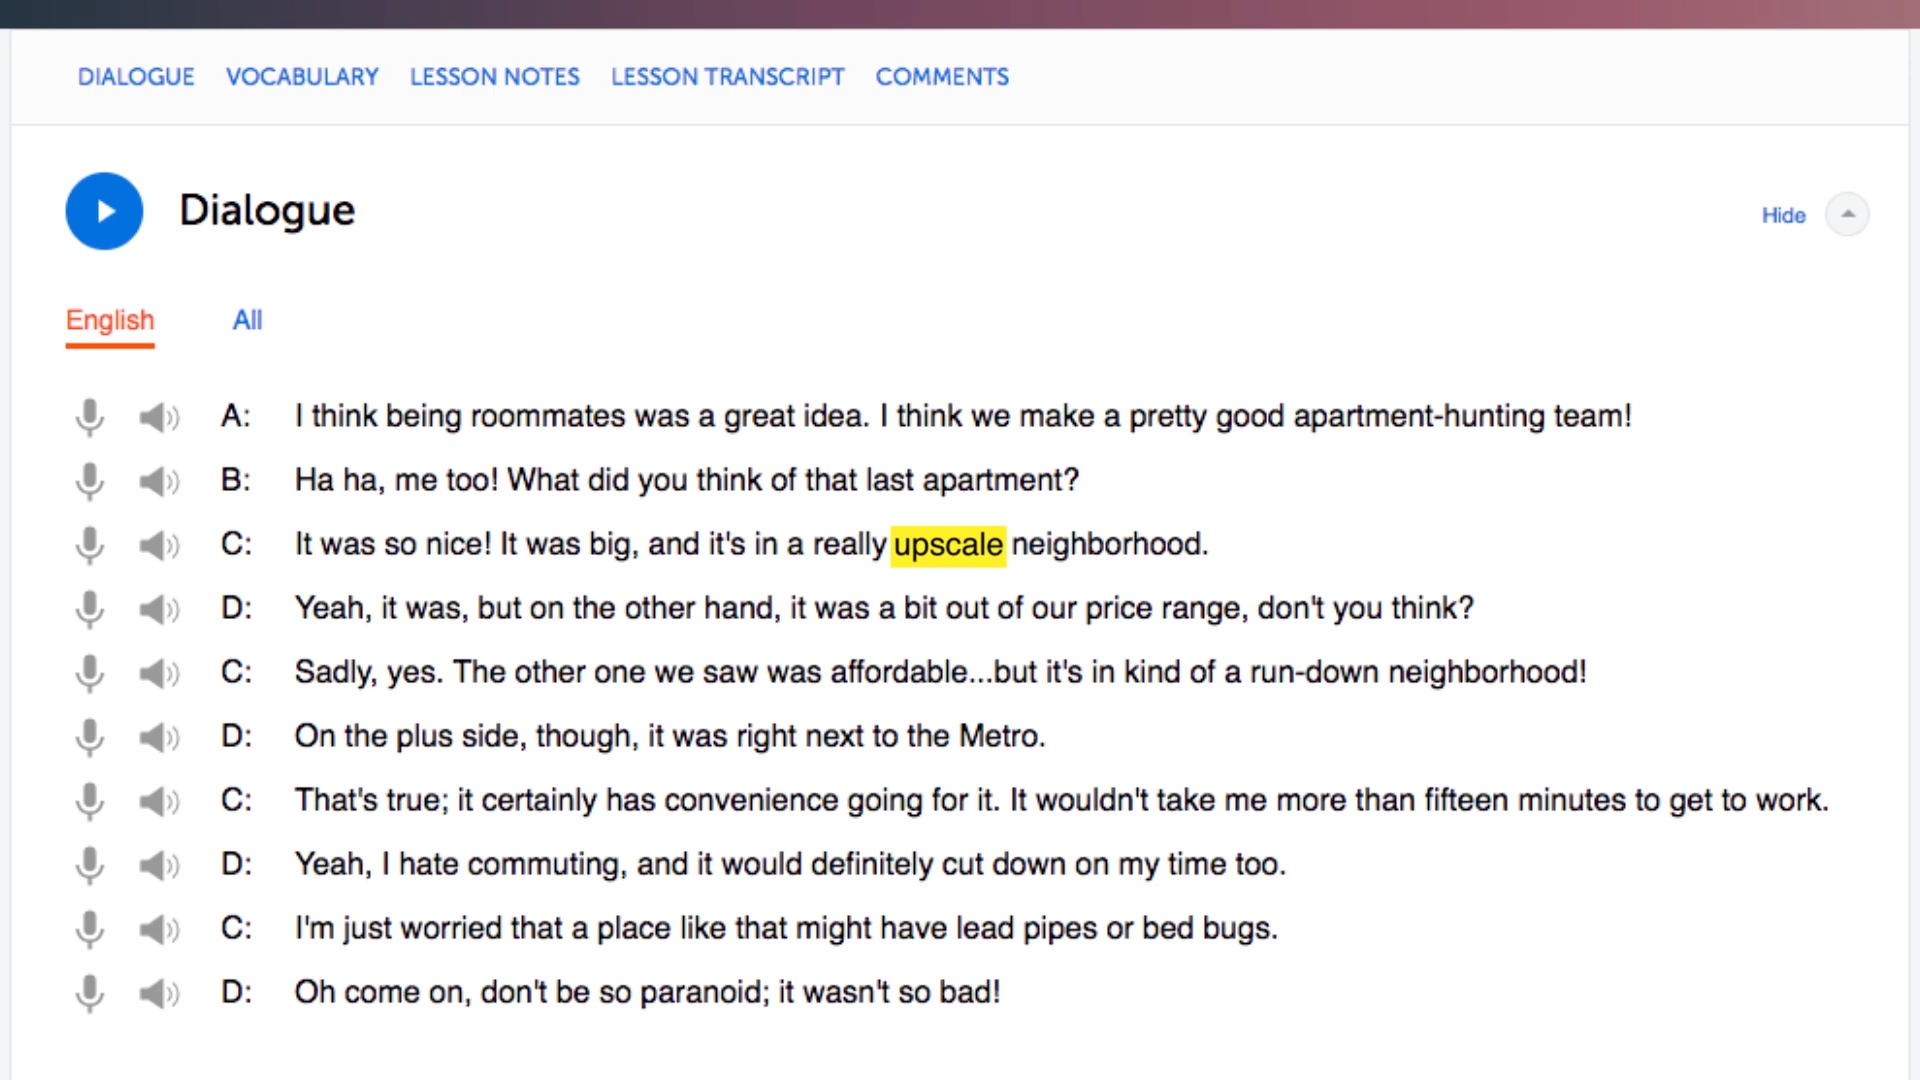 DIALOGUE VOCABULARY LESSON NOTES LESSON TRANSCRIPT COMMENTS
Dialogue
Hide
English All
A: I think being roommates was a great idea. I think we make a pretty good apartment-hunting team!
B: Ha ha, me too! What did you think of that last apartment?
C: It was so nice! It was big, and it's in a really upscale neighborhood.
D: Yeah, it was, but on the other hand, it was a bit out of our price range, don't you think?
C: Sadly, yes. The other one we saw was affordable...but it's in kind of a run-down neighborhood!
D: On the plus side, though, it was right next to the Metro.
C: That's true; it certainly has convenience going for it. It wouldn't take me more than fifteen minutes to get to work.
D: Yeah, I hate commuting, and it would definitely cut down on my time too.
C: I'm just worried that a place like that might have lead pipes or bed bugs.
D: Oh come on, don't be so paranoid; it wasn't so bad!